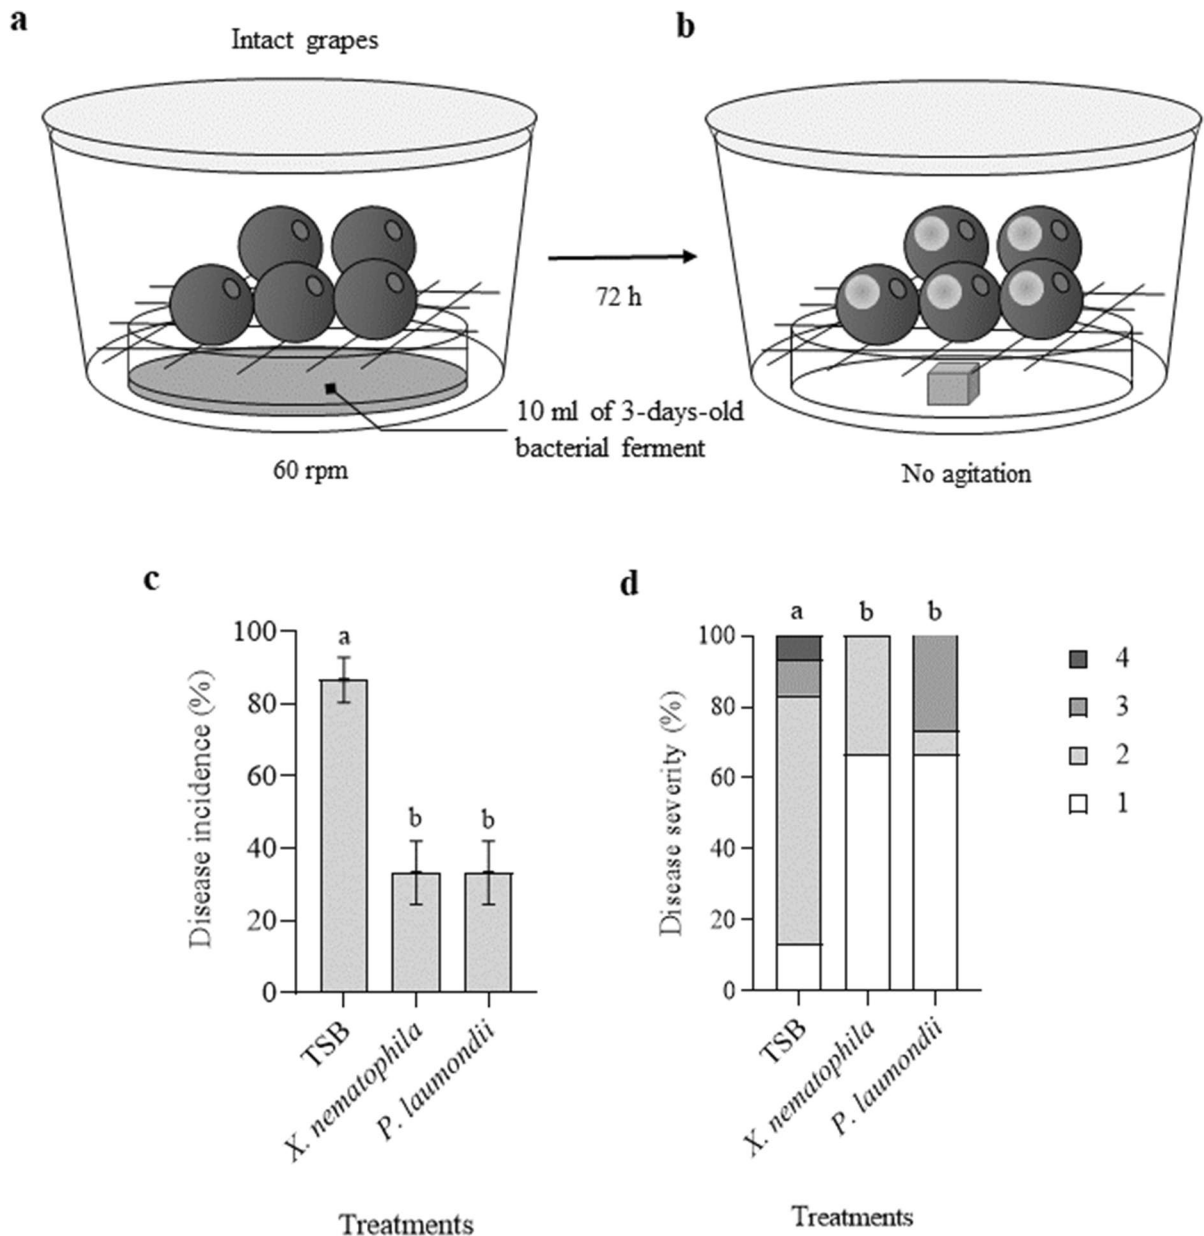 a
b
Intact grapes
72 h
10 ml of 3-days-old
bacterial ferment
60 rpm
No agitation
c
d
Disease incidence (%)
100
80
60
40
20
0
a
b
b
TSB
X. nematophila
P. laumondii
Treatments
Disease severity (%)
100
80
60
40
20
0
a
b
b
TSB
X. nematophila
P. laumondii
Treatments
4
3
2
1